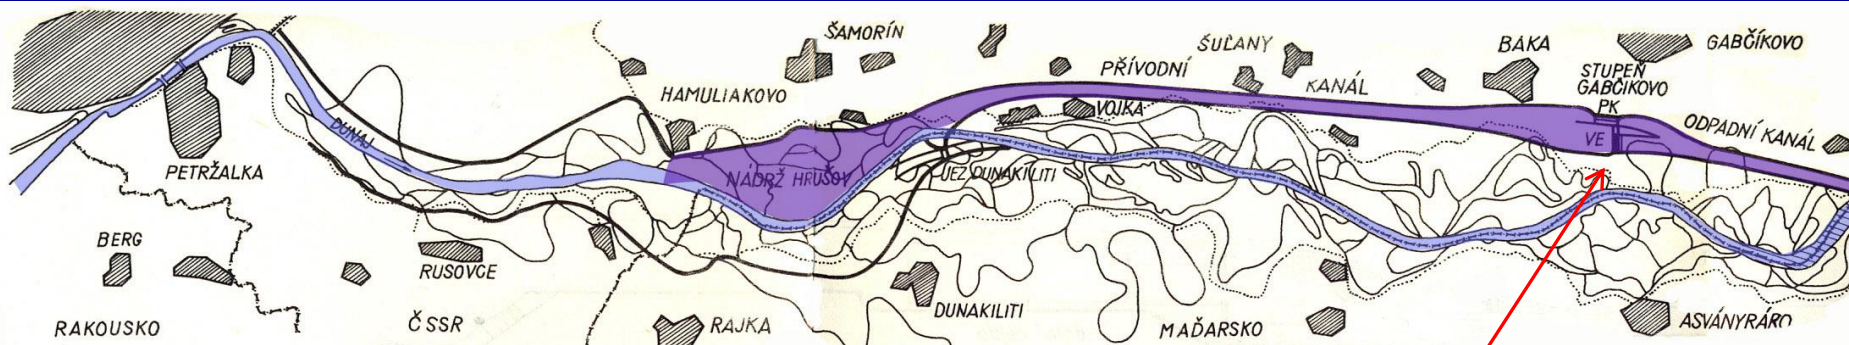 ŠAMORÍN
ŠUĽANY
BAKA
GABČÍKOVO
PŘÍVODNÍ
KANÁL
STUPEŇ
GABČÍKOVO
PK
HAMULIAKOVO
VOJKA
DUNAJ
VE
ODPADNÍ KANÁL
PETRŽALKA
NÁDRŽ HRUŠOV
ÚEZ DUNAKILITI
BERG
RUSOVCE
RAKOUSKO
ČSSR
RAJKA
DUNAKILITI
MAĎARSKO
ASVÁNYRÁRO